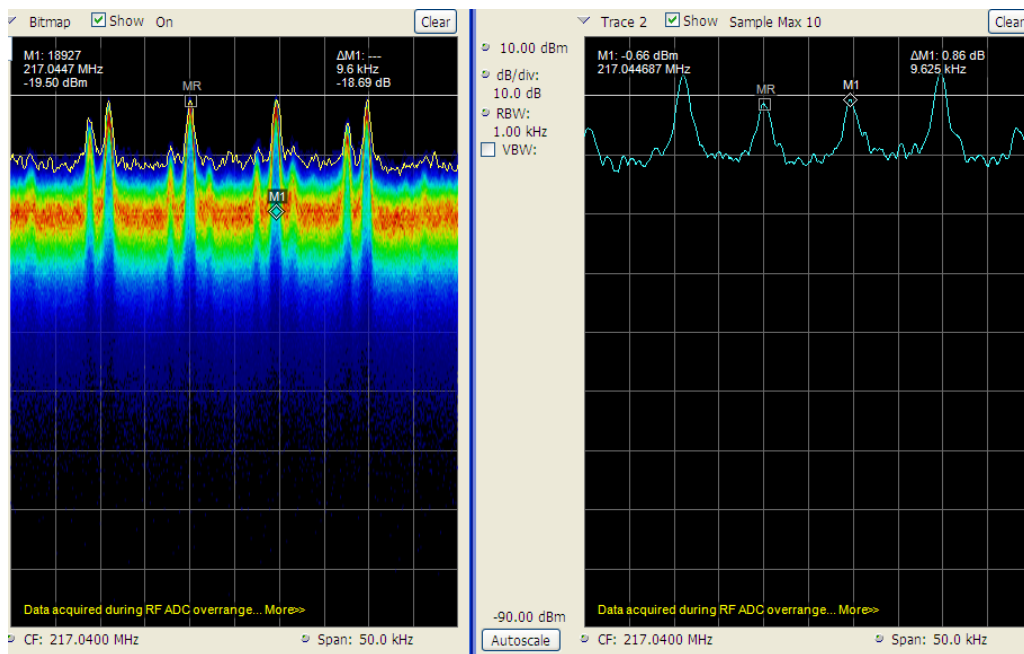 Bitmap Show On Clear
M1: 18927
217.0447 MHz
-19.50 dBm
ΔM1: ---
9.6 kHz
-18.69 dB
MR
M1
Data acquired during RF ADC overrange... More>>
CF: 217.0400 MHz Span: 50.0 kHz
10.00 dBm
dB/div:
10.0 dB
RBW:
1.00 kHz
VBW:
-90.00 dBm
Autoscale
Trace 2 Show Sample Max 10 Clear
M1: -0.66 dBm
217.044687 MHz
ΔM1: 0.86 dB
9.625 kHz
MR
M1
Data acquired during RF ADC overrange... More>>
CF: 217.0400 MHz Span: 50.0 kHz